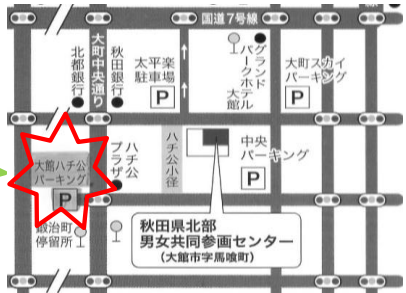 国道7号線
北都銀行
大町中央通り
秋田銀行
太平楽
駐車場
P
グランド
パークホテル
大館
大町スカイ
パーキング
P
大館ハチ公
パーキング
P
ハチ公
プラザ
ハチ公小径
中央
パーキング
P
鍛治町
停留所
秋田県北部
男女共同参画センター
(大館市字馬喰町)